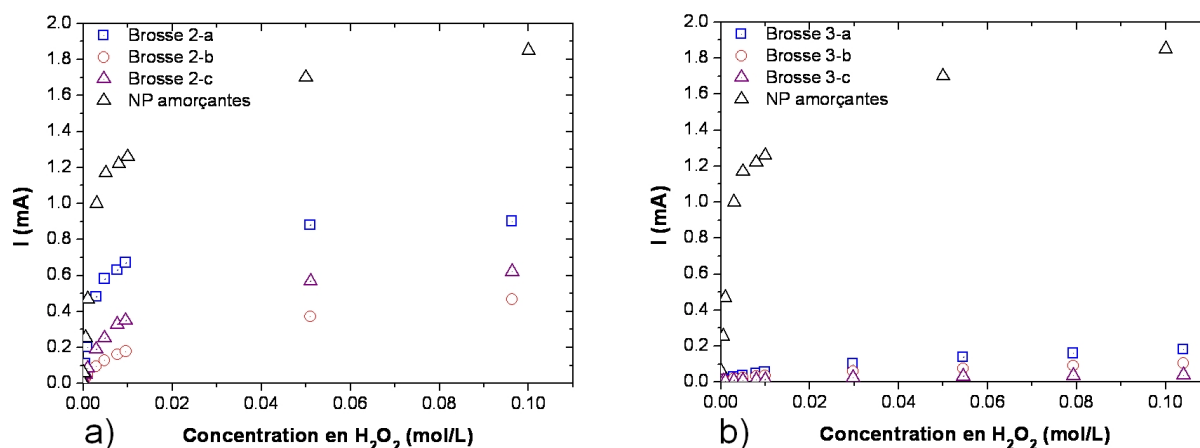 2.0
1.8
1.6
1.4
1.2
1.0
0.8
0.6
0.4
0.2
0.0
I (mA)
Brosse 2-a
Brosse 2-b
Brosse 2-c
NP amorçantes
0.00 0.02 0.04 0.06 0.08 0.10
a)
Concentration en H₂O₂ (mol/L)
2.0
1.8
1.6
1.4
1.2
1.0
0.8
0.6
0.4
0.2
0.0
I (mA)
Brosse 3-a
Brosse 3-b
Brosse 3-c
NP amorçantes
0.00 0.02 0.04 0.06 0.08 0.10
b)
Concentration en H₂O₂ (mol/L)